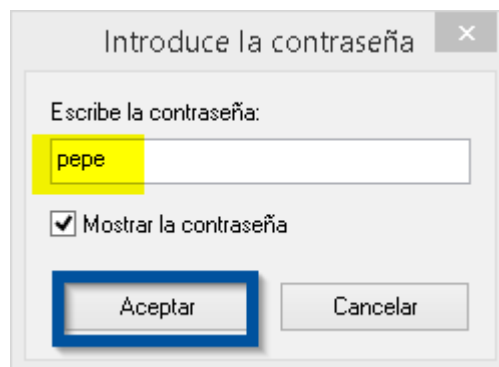 Introduce la contraseña
Escribe la contraseña:
pepe
Mostrar la contraseña
Aceptar Cancelar